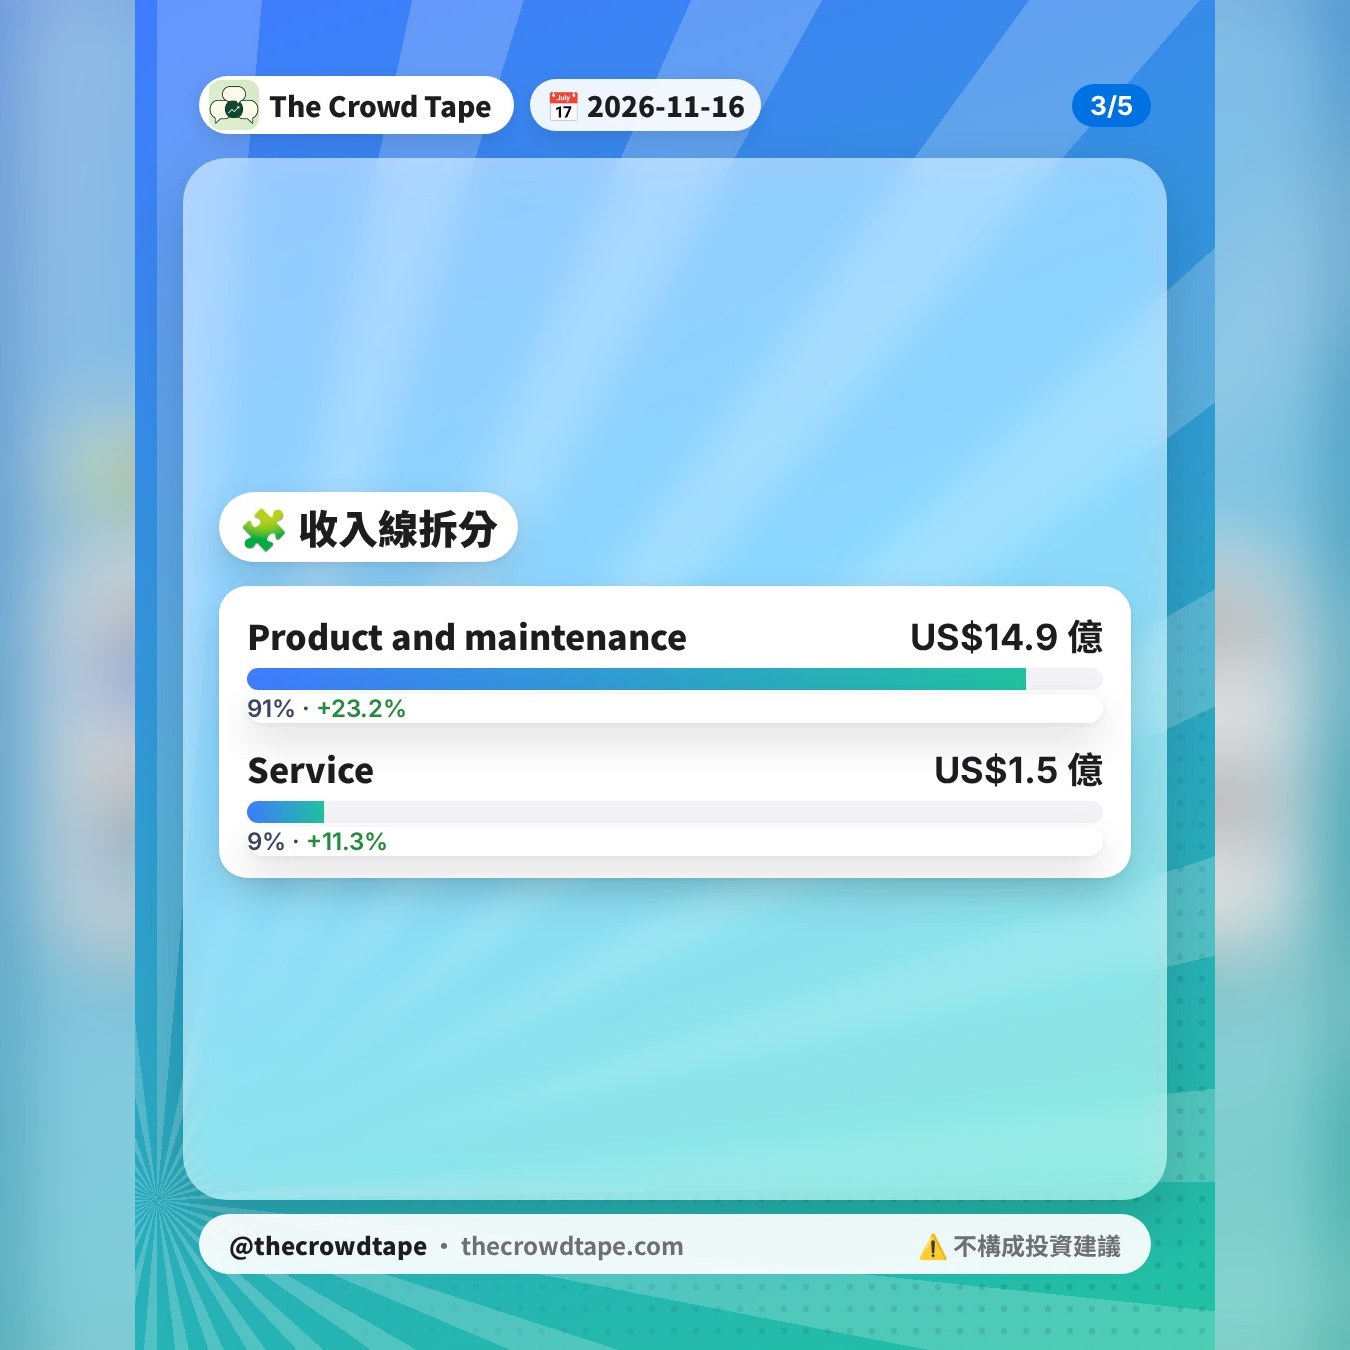 The Crowd Tape
2026-11-16
3/5
收入線拆分
Product and maintenance US$14.9 億
91% · +23.2%
Service US$1.5 億
9% · +11.3%
@thecrowdtape • thecrowdtape.com 不構成投資建議